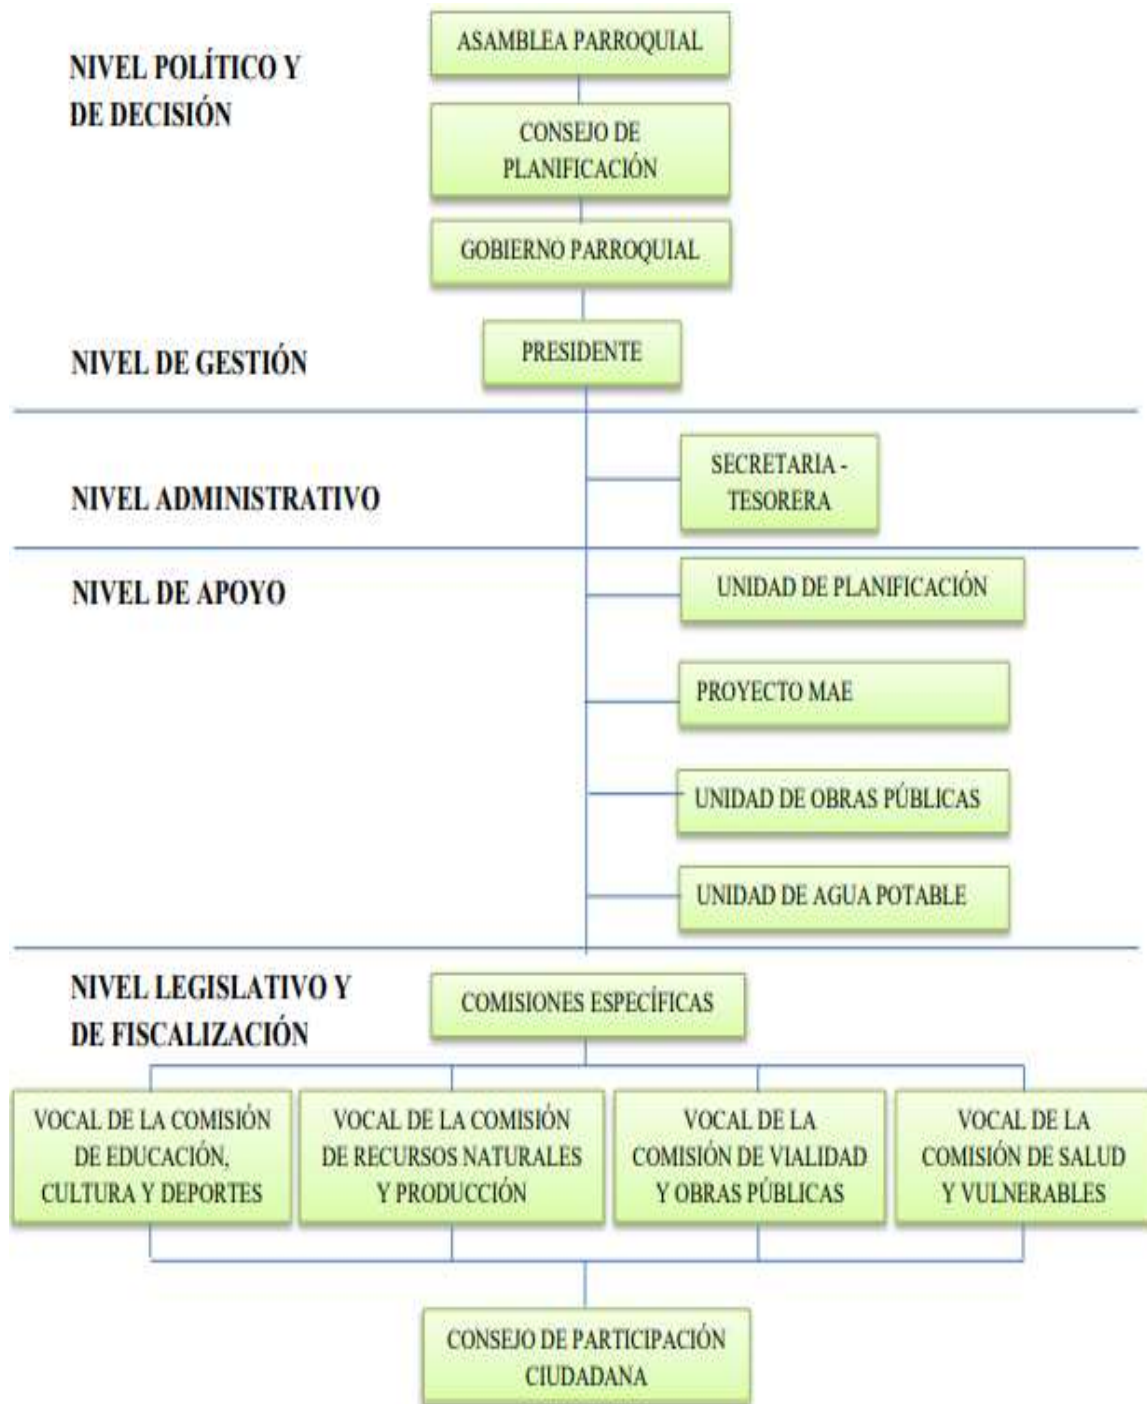 NIVEL POLÍTICO Y
DE DECISIÓN
ASAMBLEA PARROQUIAL
CONSEJO DE
PLANIFICACIÓN
GOBIERNO PARROQUIAL
NIVEL DE GESTIÓN
PRESIDENTE
NIVEL ADMINISTRATIVO
SECRETARIA -
TESORERA
NIVEL DE APOYO
UNIDAD DE PLANIFICACIÓN
PROYECTO MAE
UNIDAD DE OBRAS PÚBLICAS
UNIDAD DE AGUA POTABLE
NIVEL LEGISLATIVO Y
DE FISCALIZACIÓN
COMISIONES ESPECÍFICAS
VOCAL DE LA COMISIÓN
DE EDUCACIÓN,
CULTURA Y DEPORTES
VOCAL DE LA COMISIÓN
DE RECURSOS NATURALES
Y PRODUCCIÓN
VOCAL DE LA
COMISIÓN DE VIALIDAD
Y OBRAS PÚBLICAS
VOCAL DE LA
COMISIÓN DE SALUD
Y VULNERABLES
CONSEJO DE PARTICIPACIÓN
CIUDADANA